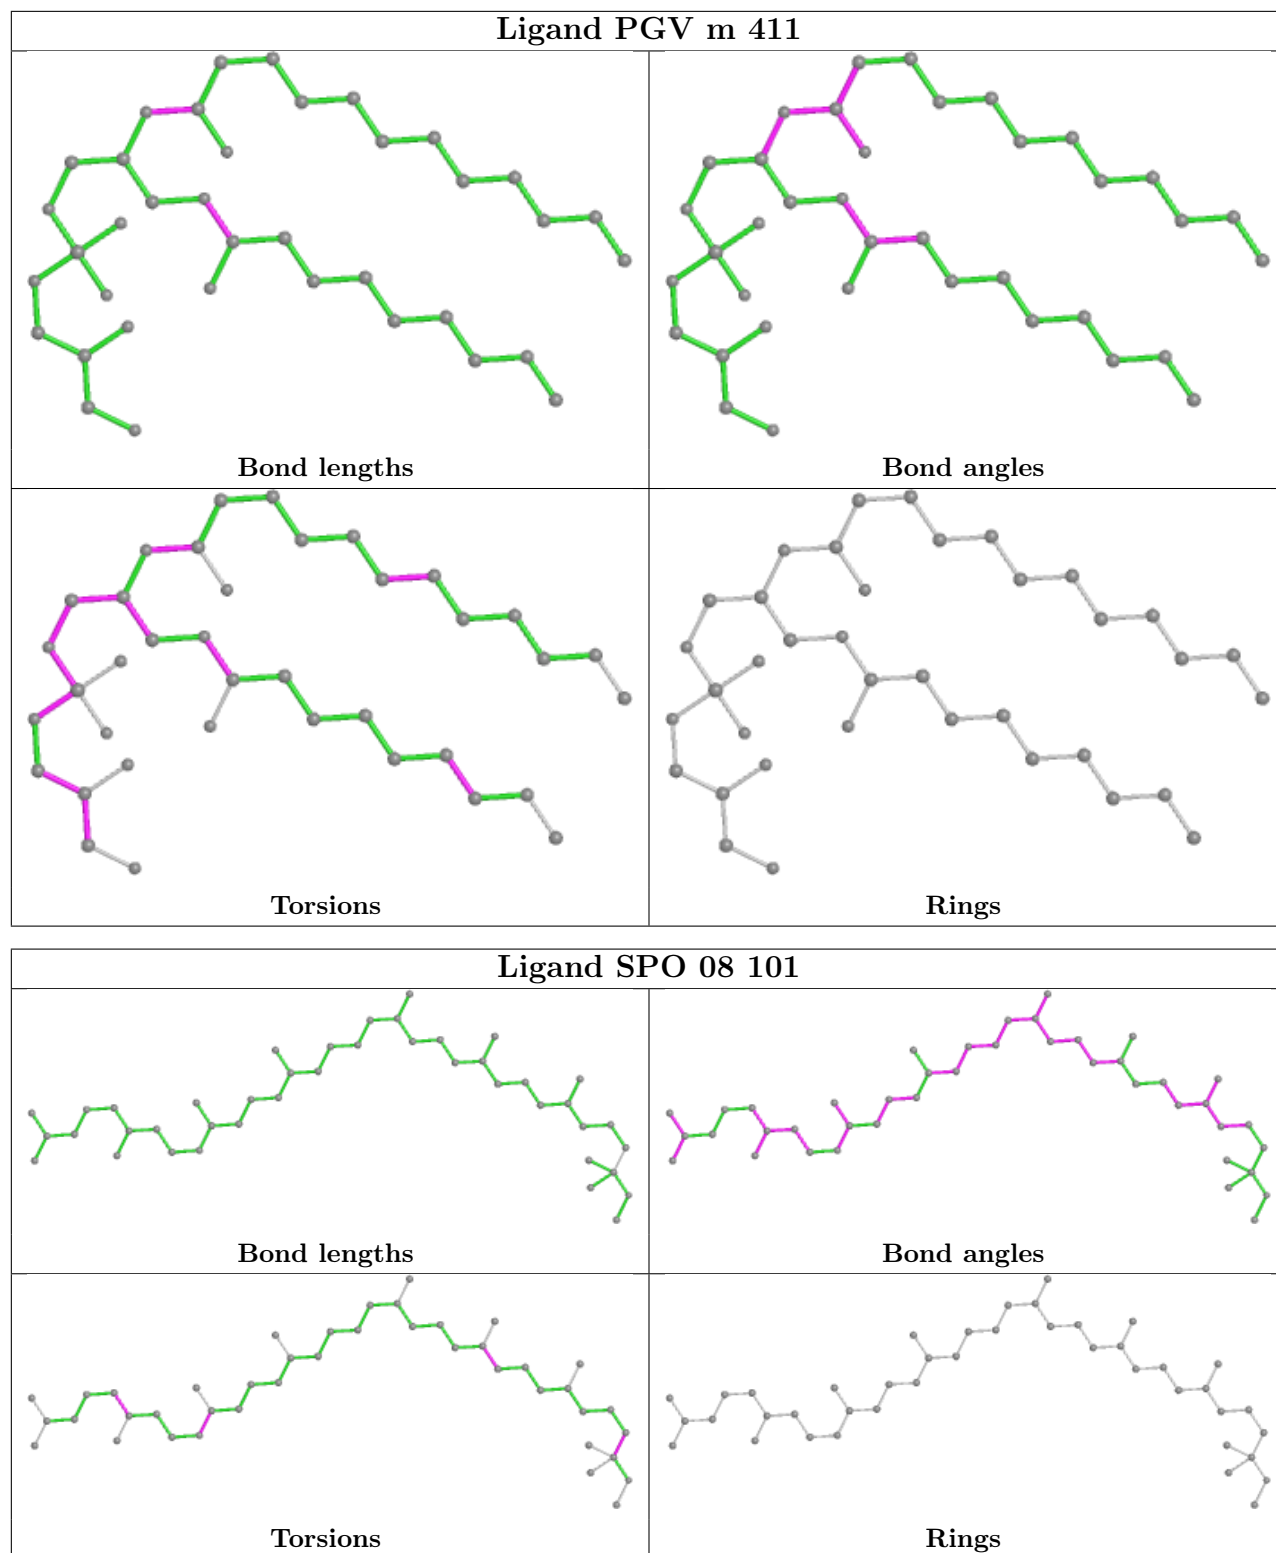 Ligand PGV m 411
Bond lengths
Bond angles
Torsions
Rings
Ligand SPO 08 101
Bond lengths
Bond angles
Torsions
Rings